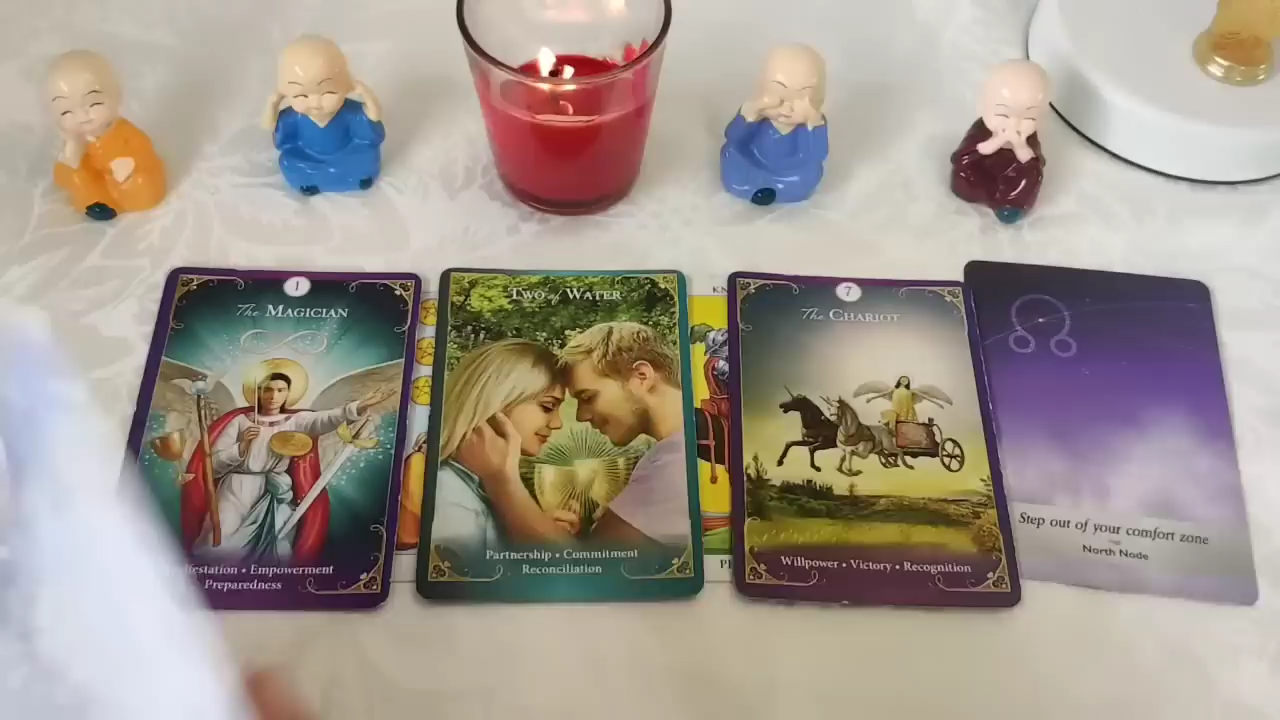 1
The MAGICIAN
Empowerment
Preparedness
Two of Water
Partnership • Commitment
Reconciliation
7
The CHARIOT
Willpower • Victory • Recognition
Step out of your comfort zone
North Node